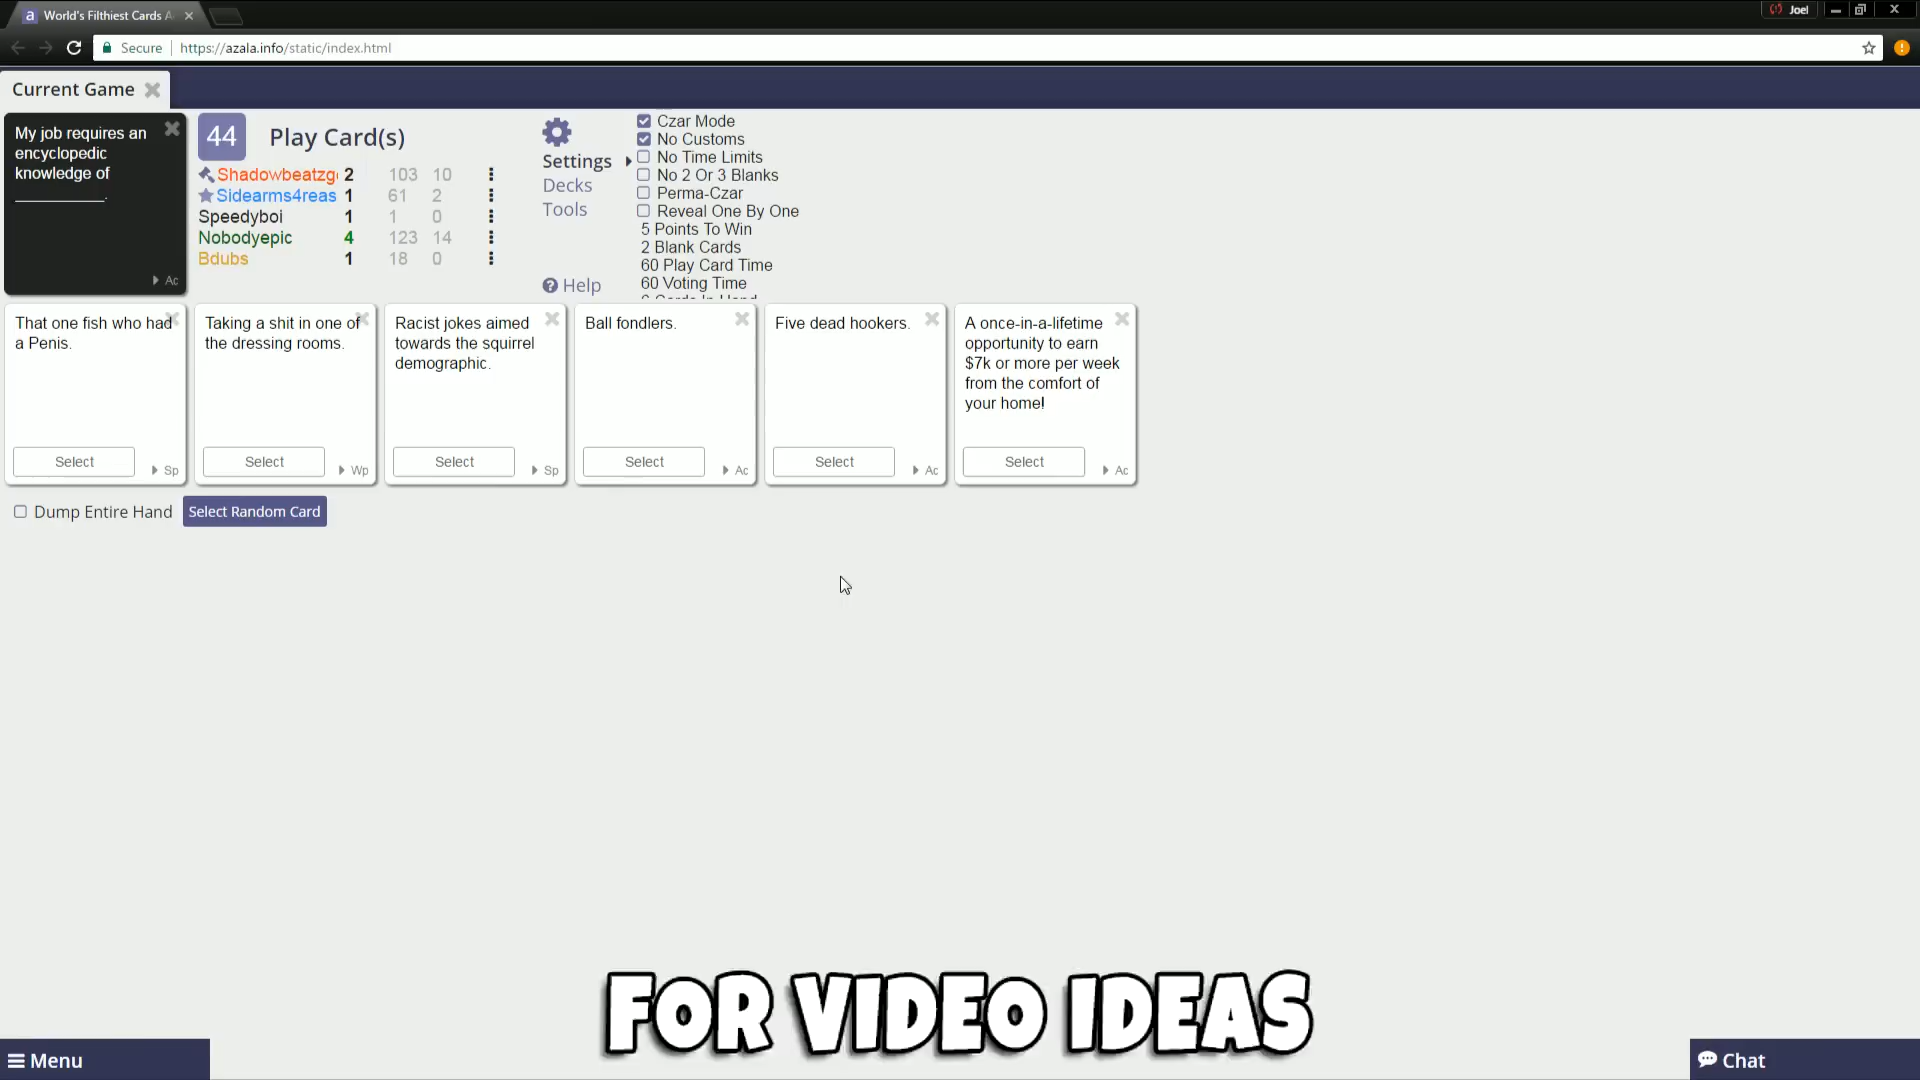 World's Filthiest Cards A
Joel
Secure
https://azala.info/static/index.html
Current Game
My job requires an
encyclopedic
knowledge of
__________.
Ac
44
Play Card(s)
Shadowbeatzg 2 103 10
Sidearms4reas 1 61 2
Speedyboi 1 1 0
Nobodyepic 4 123 14
Bdubs 1 18 0
Settings
Decks
Tools
Help
Czar Mode
No Customs
No Time Limits
No 2 Or 3 Blanks
Perma-Czar
Reveal One By One
5 Points To Win
2 Blank Cards
60 Play Card Time
60 Voting Time
That one fish who had
a Penis.
Select
Sp
Taking a shit in one of
the dressing rooms.
Select
Wp
Racist jokes aimed
towards the squirrel
demographic.
Select
Sp
Ball fondlers.
Select
Ac
Five dead hookers.
Select
Ac
A once-in-a-lifetime
opportunity to earn
$7k or more per week
from the comfort of
your home!
Select
Ac
Dump Entire Hand
Select Random Card
FOR VIDEO IDEAS
Menu
Chat